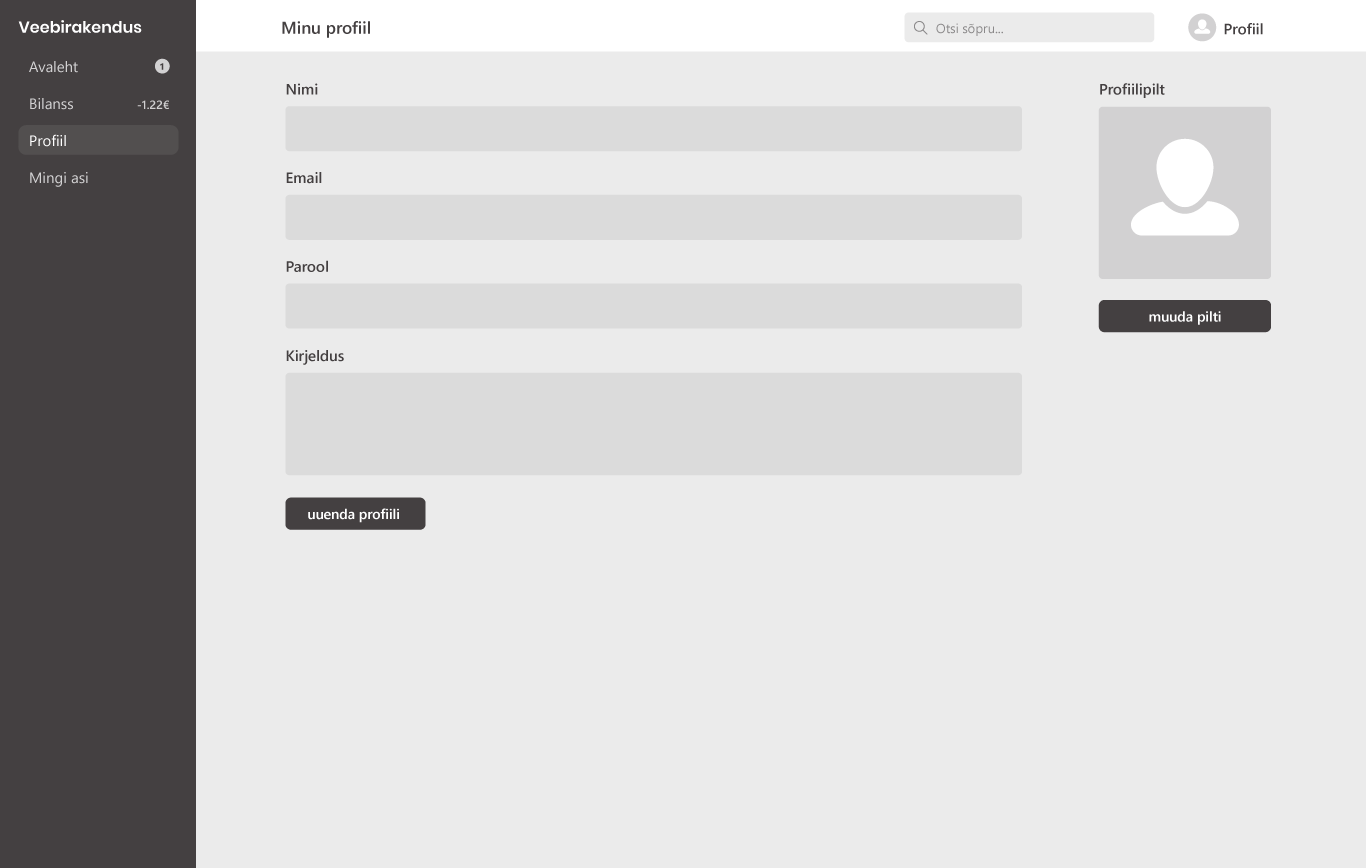 Veebirakendus
Avaleht 1
Bilanss -1.22€
Profiil
Mingi asi
Minu profiil
Otsi sõpru...
Profiil
Nimi
Email
Parool
Kirjeldus
uuenda profiili
Profiilipilt
muuda pilti